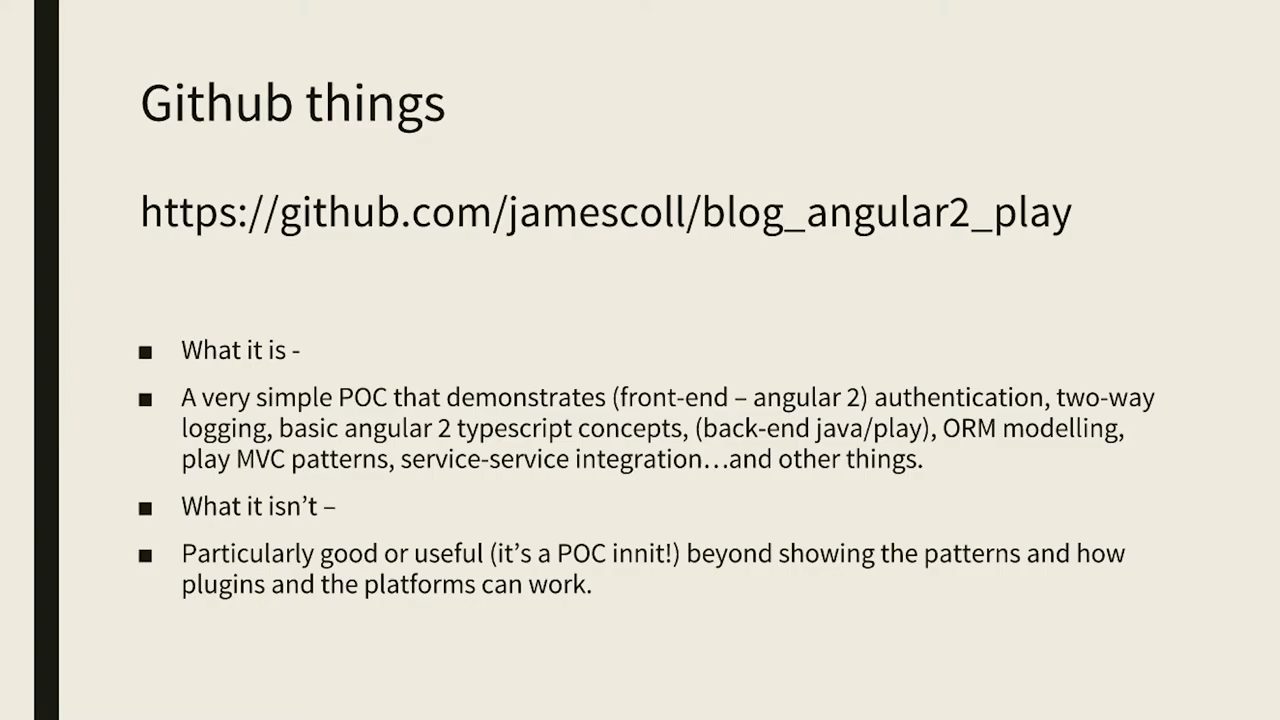 Github things
https://github.com/jamescoll/blog_angular2_play
■ What it is -
■ A very simple POC that demonstrates (front-end – angular 2) authentication, two-way
logging, basic angular 2 typescript concepts, (back-end java/play), ORM modelling,
play MVC patterns, service-service integration…and other things.
■ What it isn’t –
■ Particularly good or useful (it’s a POC innit!) beyond showing the patterns and how
plugins and the platforms can work.